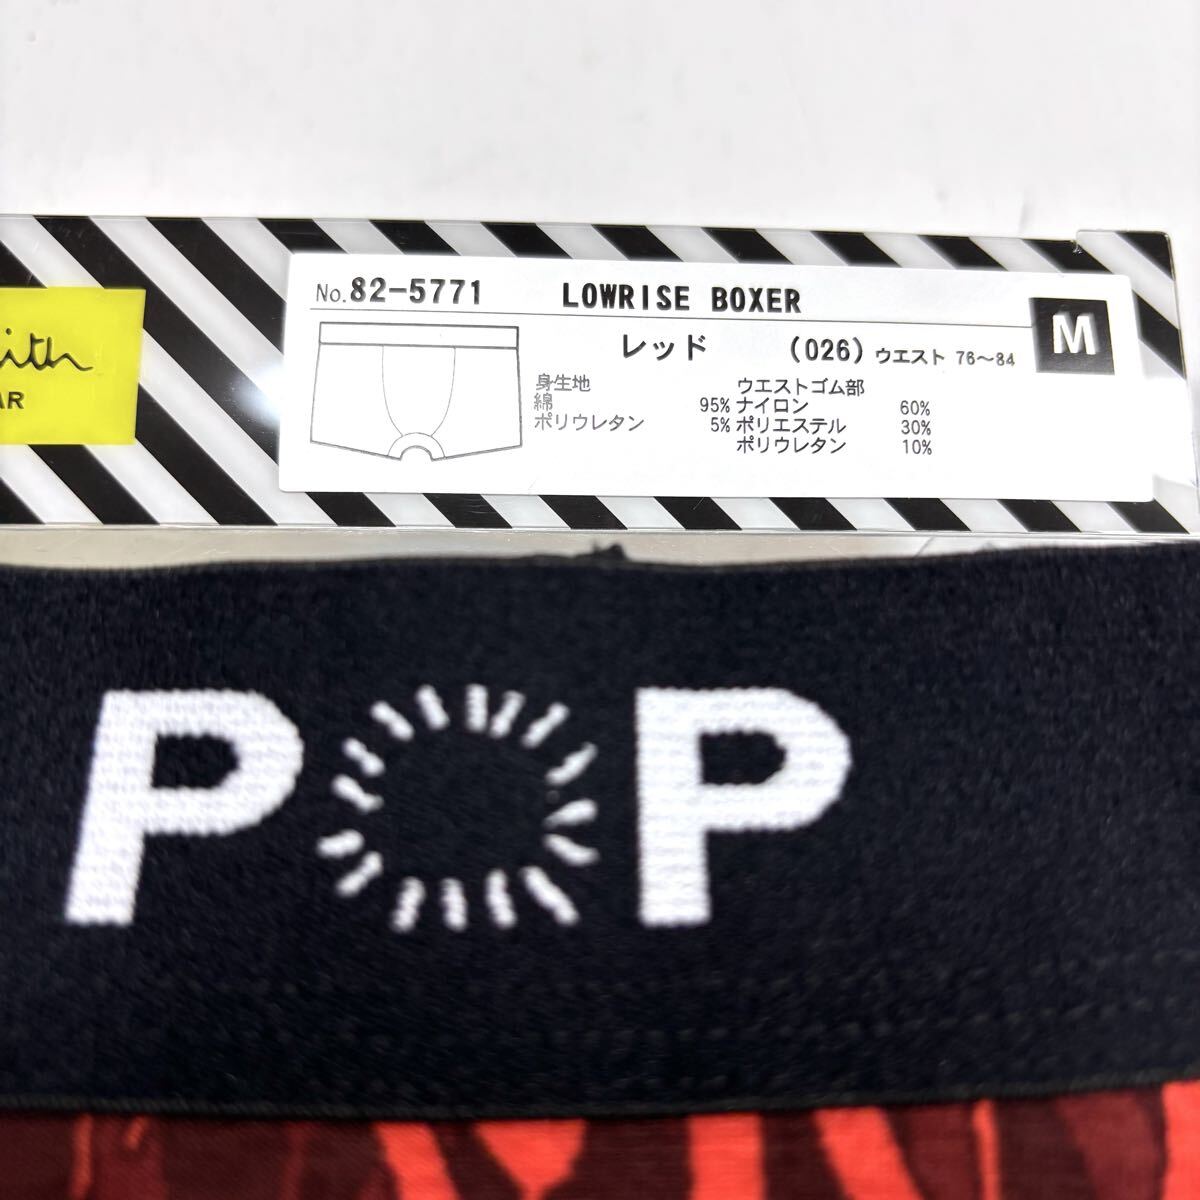 No.82-5771 LOWRISE BOXER
レッド (026) ウエスト 76〜84 M
身生地 ウエストゴム部
綿 95% ナイロン 60%
ポリウレタン 5% ポリエステル 30%
ポリウレタン 10%
POP